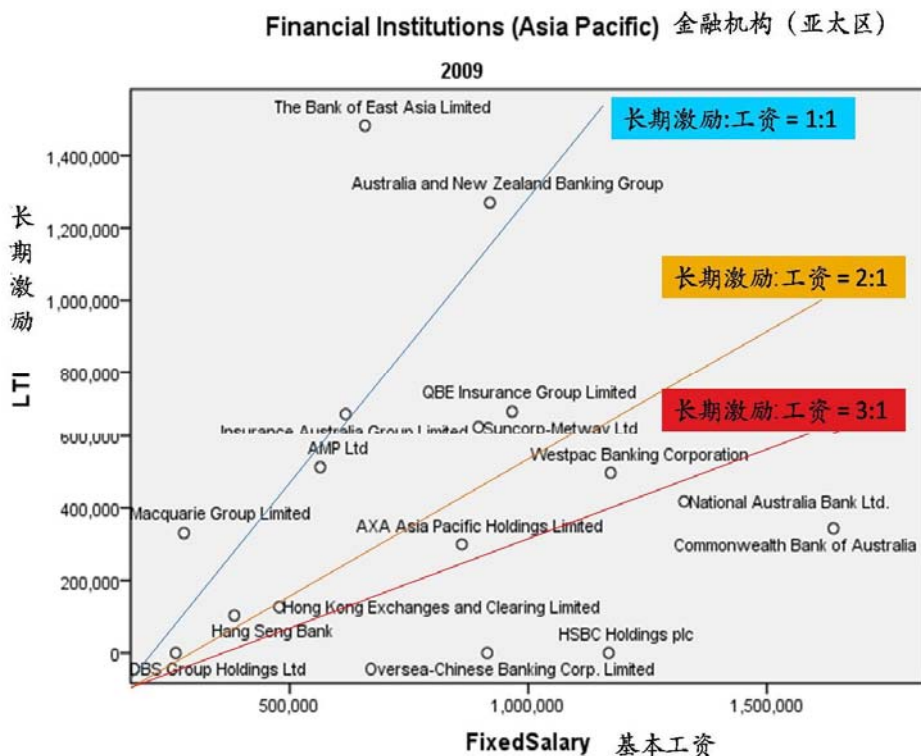 Financial Institutions (Asia Pacific) 金融机构（亚太区）
2009
The Bank of East Asia Limited
长期激励:工资 = 1:1
1,400,000
Australia and New Zealand Banking Group
长期激励
1,200,000
长期激励:工资 = 2:1
1,000,000
800,000
QBE Insurance Group Limited
长期激励:工资 = 3:1
LTI
Insurance Australia Group Limited
Suncorp-Metway Ltd
600,000
AMP Ltd
Westpac Banking Corporation
National Australia Bank Ltd.
400,000
Macquarie Group Limited
AXA Asia Pacific Holdings Limited
Commonwealth Bank of Australia
200,000
Hong Kong Exchanges and Clearing Limited
Hang Seng Bank
HSBC Holdings plc
0
DBS Group Holdings Ltd
Oversea-Chinese Banking Corp. Limited
500,000
1,000,000
1,500,000
FixedSalary 基本工资